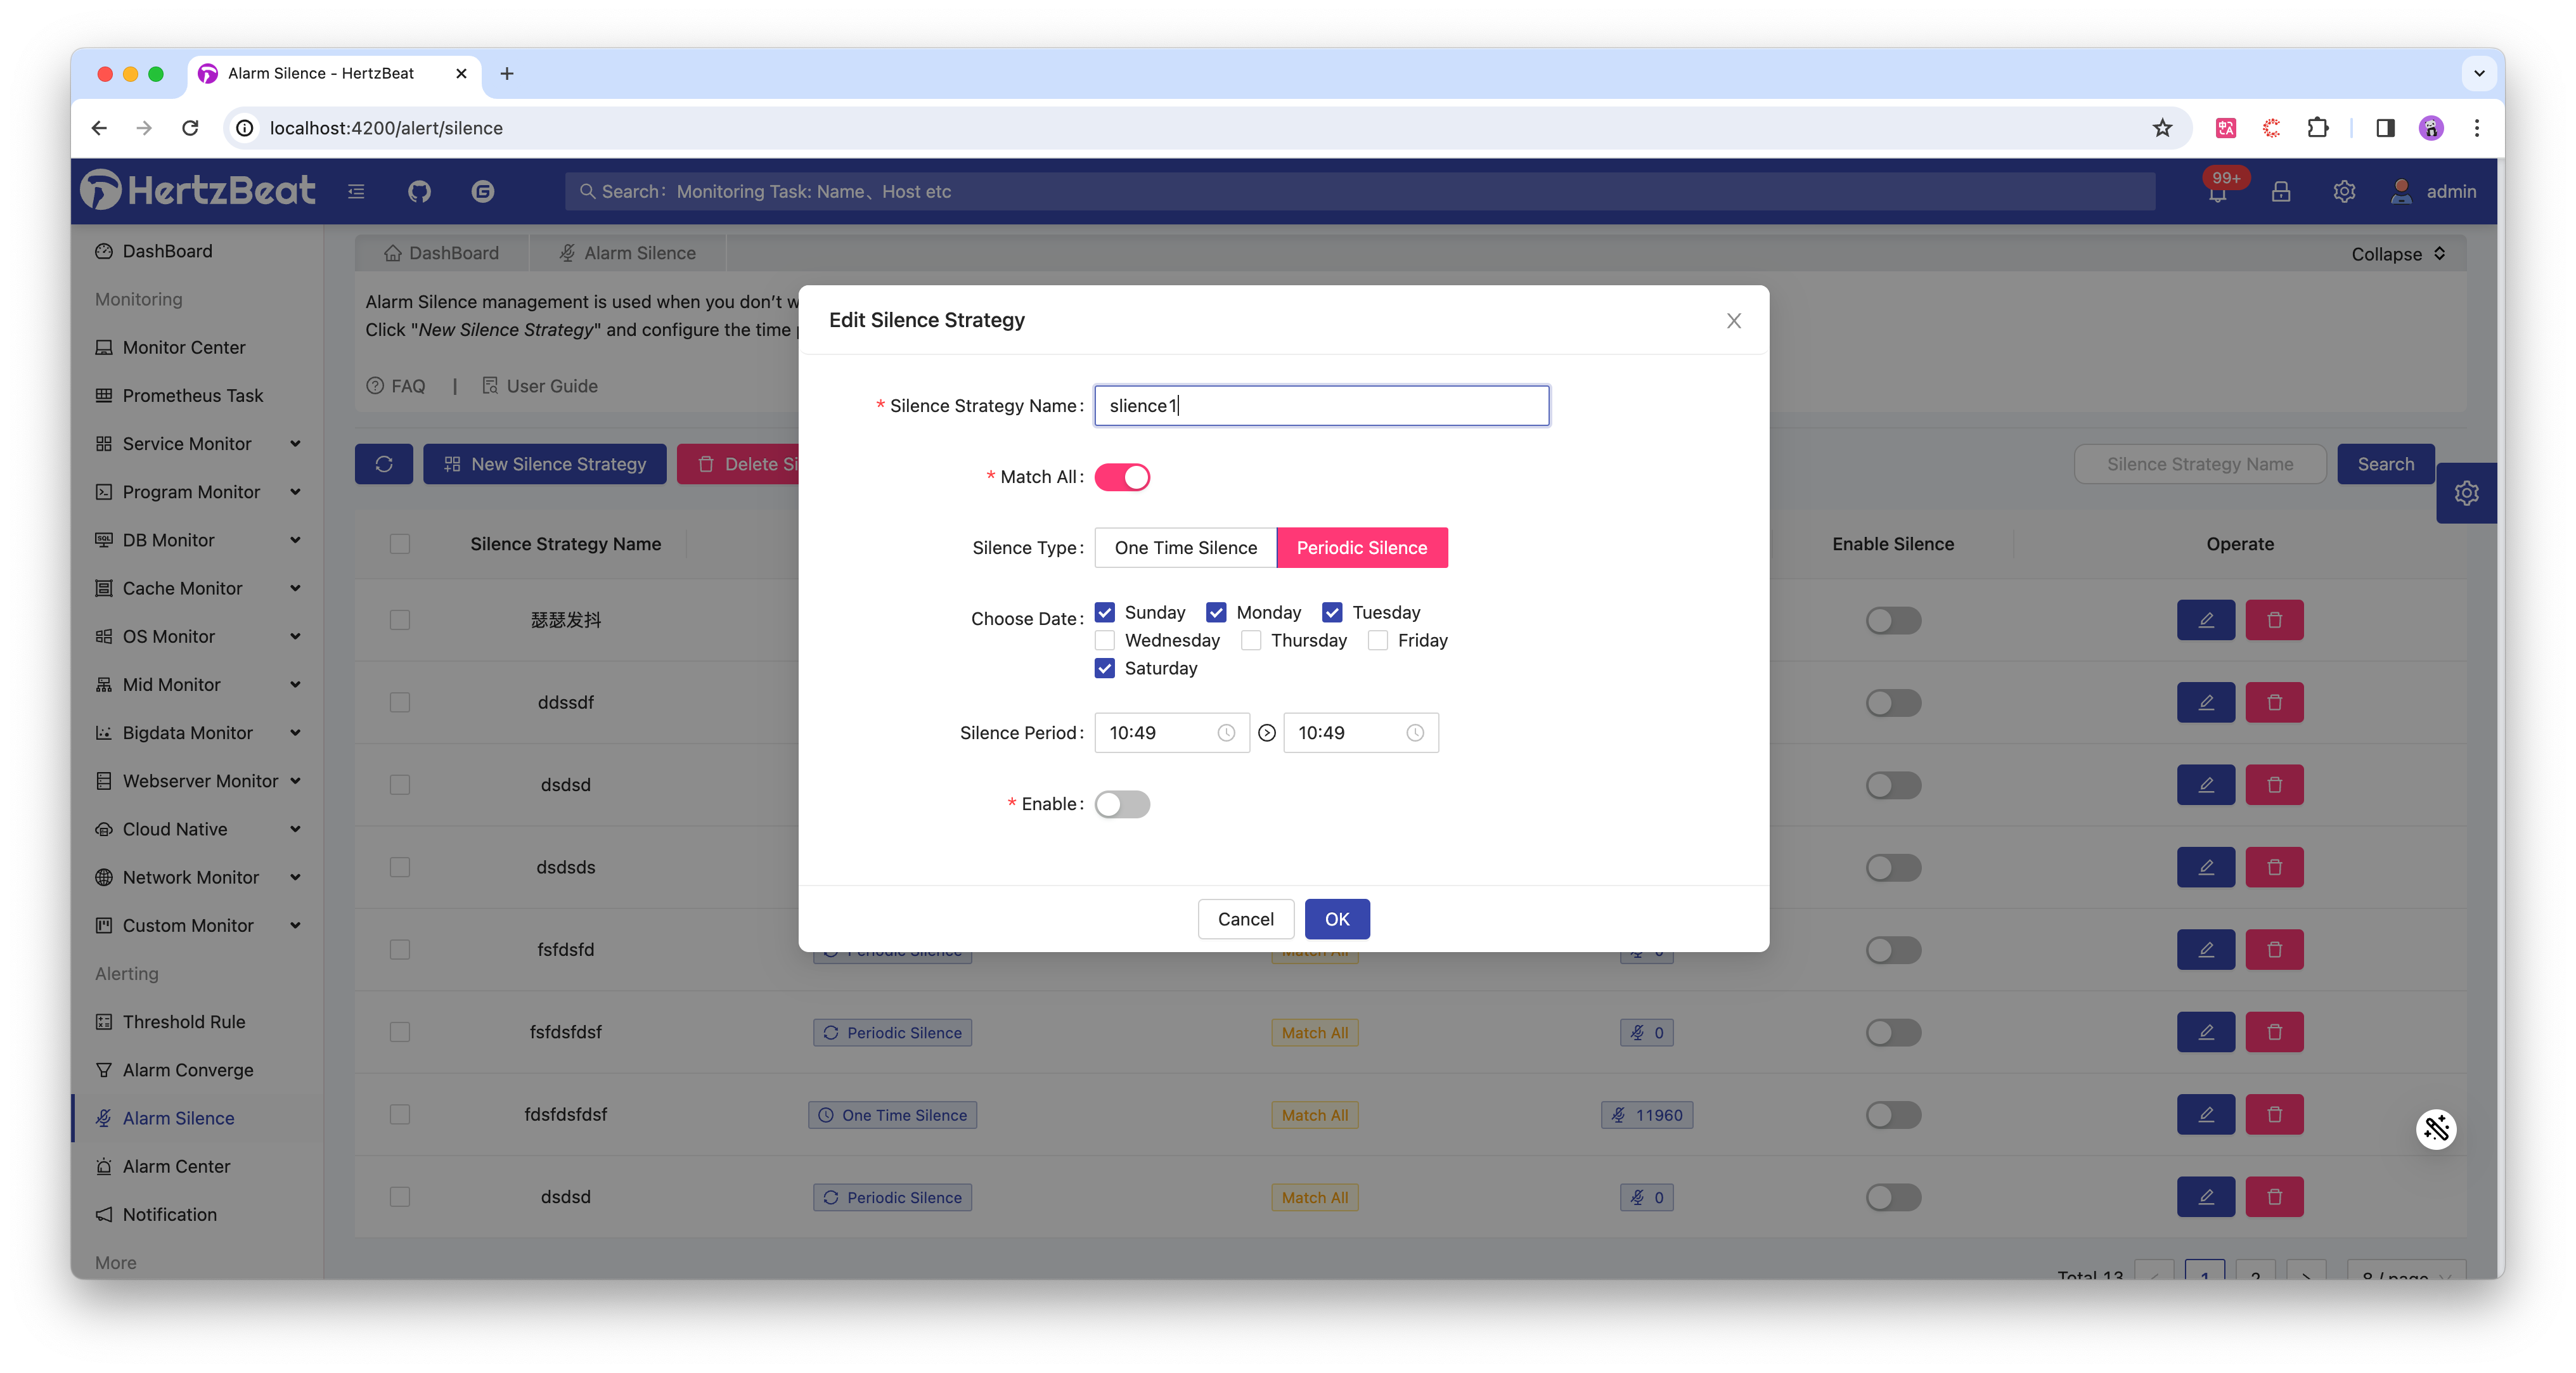 Alarm Silence - HertzBeat
localhost:4200/alert/silence
HertzBeat
Search: Monitoring Task: Name、Host etc
99+
admin
DashBoard
Monitoring
Monitor Center
Prometheus Task
Service Monitor
Program Monitor
DB Monitor
Cache Monitor
OS Monitor
Mid Monitor
Bigdata Monitor
Webserver Monitor
Cloud Native
Network Monitor
Custom Monitor
Alerting
Threshold Rule
Alarm Converge
Alarm Silence
Alarm Center
Notification
More
DashBoard
Alarm Silence
Collapse
Alarm Silence management is used when you don’t w
Click "New Silence Strategy" and configure the time
FAQ | User Guide
New Silence Strategy
Delete Si
Silence Strategy Name
Search
Silence Strategy Name
Enable Silence
Operate
瑟瑟发抖
ddssdf
dsdsd
dsdsds
fsfdsfd
fsfdsfdsf Periodic Silence Match All 0
fdsfdsfdsf One Time Silence Match All 11960
dsdsd Periodic Silence Match All 0
Total 13
1
2
8 / page
Edit Silence Strategy
* Silence Strategy Name: slience1
* Match All:
Silence Type: One Time Silence Periodic Silence
Choose Date: Sunday Monday Tuesday
Wednesday Thursday Friday
Saturday
Silence Period: 10:49 10:49
* Enable:
Cancel OK